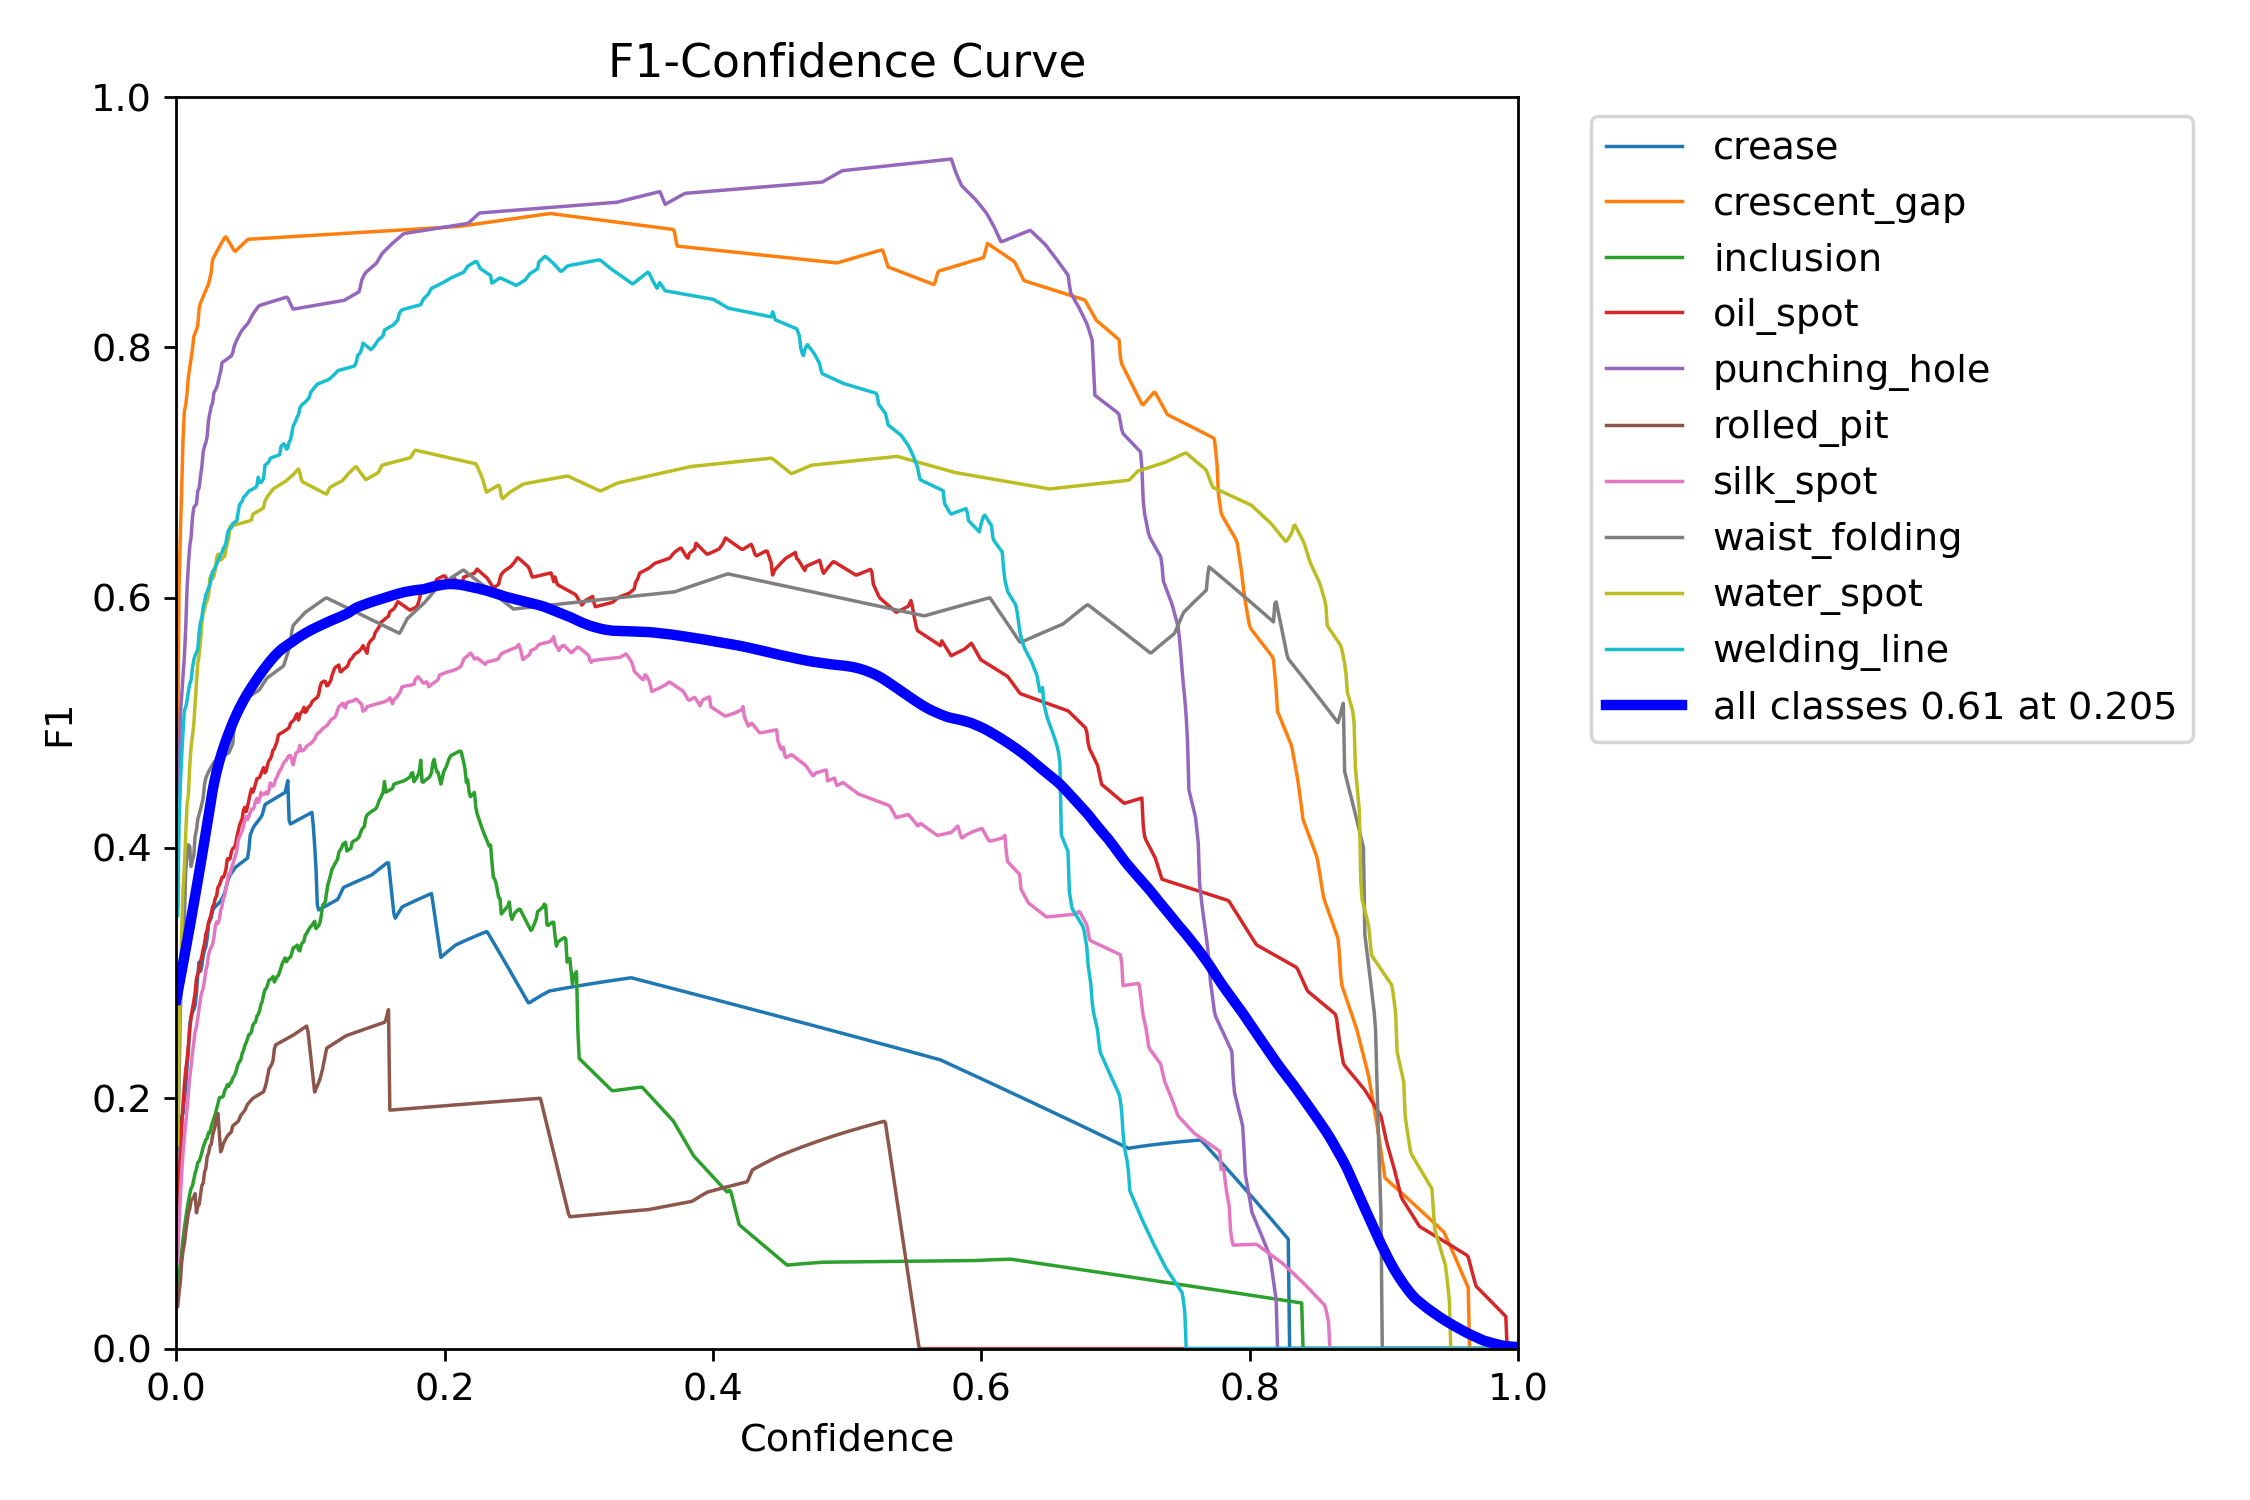 F1-Confidence Curve
1.0
0.8
0.6
0.4
0.2
0.0
F1
0.0 0.2 0.4 0.6 0.8 1.0
Confidence
crease
crescent_gap
inclusion
oil_spot
punching_hole
rolled_pit
silk_spot
waist_folding
water_spot
welding_line
all classes 0.61 at 0.205